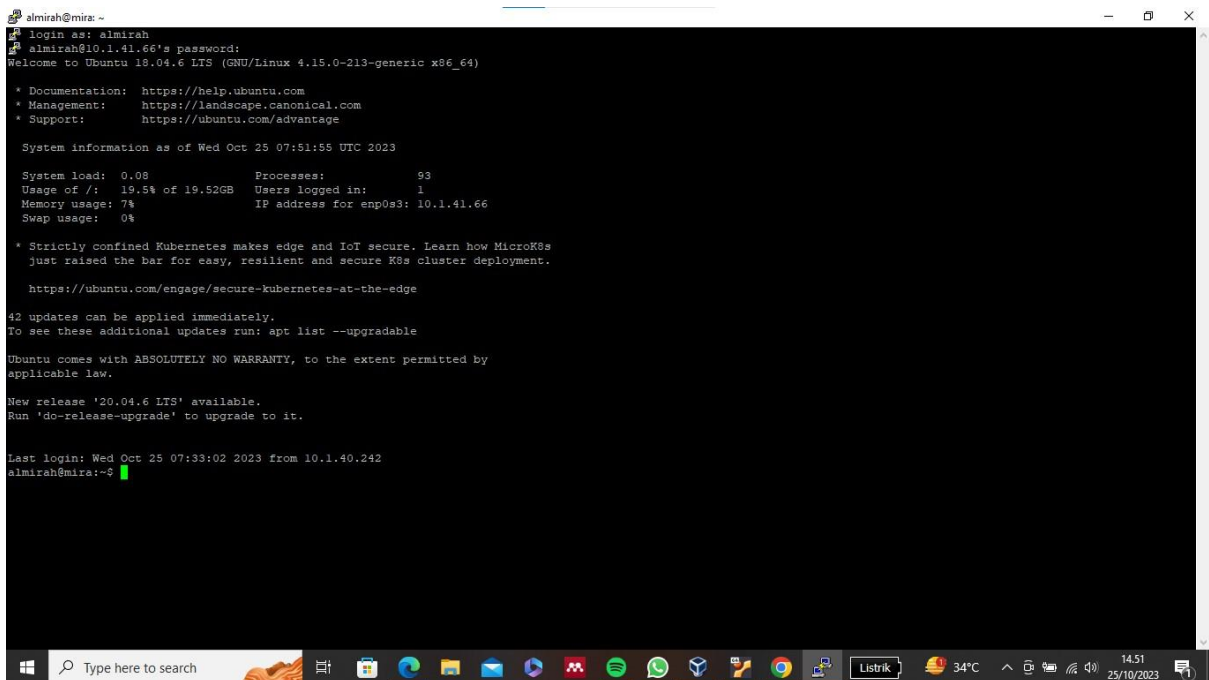 almirah@mira: ~
login as: almirah
almirah@10.1.41.66's password:
Welcome to Ubuntu 18.04.6 LTS (GNU/Linux 4.15.0-213-generic x86_64)
* Documentation: https://help.ubuntu.com
* Management: https://landscape.canonical.com
* Support: https://ubuntu.com/advantage
System information as of Wed Oct 25 07:51:55 UTC 2023
System load: 0.08 Processes: 93
Usage of /: 19.5% of 19.52GB Users logged in: 1
Memory usage: 7% IP address for enp0s3: 10.1.41.66
Swap usage: 0%
* Strictly confined Kubernetes makes edge and IoT secure. Learn how MicroK8s
just raised the bar for easy, resilient and secure K8s cluster deployment.
https://ubuntu.com/engage/secure-kubernetes-at-the-edge
42 updates can be applied immediately.
To see these additional updates run: apt list --upgradable
Ubuntu comes with ABSOLUTELY NO WARRANTY, to the extent permitted by
applicable law.
New release '20.04.6 LTS' available.
Run 'do-release-upgrade' to upgrade to it.
Last login: Wed Oct 25 07:33:02 2023 from 10.1.40.242
almirah@mira:~$
Type here to search
Listrik
34°C
14.51
25/10/2023